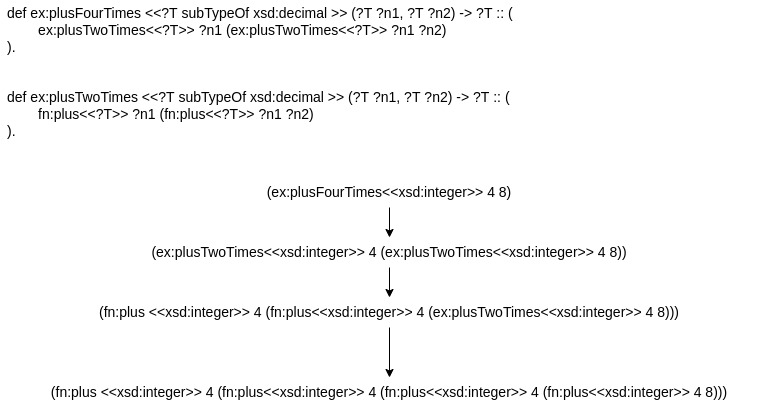 def ex:plusFourTimes <<?T subTypeOf xsd:decimal >> (?T ?n1, ?T ?n2) -> ?T :: (
ex:plusTwoTimes<<?T>> ?n1 (ex:plusTwoTimes<<?T>> ?n1 ?n2)
).
def ex:plusTwoTimes <<?T subTypeOf xsd:decimal >> (?T ?n1, ?T ?n2) -> ?T :: (
fn:plus<<?T>> ?n1 (fn:plus<<?T>> ?n1 ?n2)
).
(ex:plusFourTimes<<xsd:integer>> 4 8)
(ex:plusTwoTimes<<xsd:integer>> 4 (ex:plusTwoTimes<<xsd:integer>> 4 8))
(fn:plus <<xsd:integer>> 4 (fn:plus<<xsd:integer>> 4 (ex:plusTwoTimes<<xsd:integer>> 4 8)))
(fn:plus <<xsd:integer>> 4 (fn:plus<<xsd:integer>> 4 (fn:plus<<xsd:integer>> 4 (fn:plus<<xsd:integer>> 4 8)))